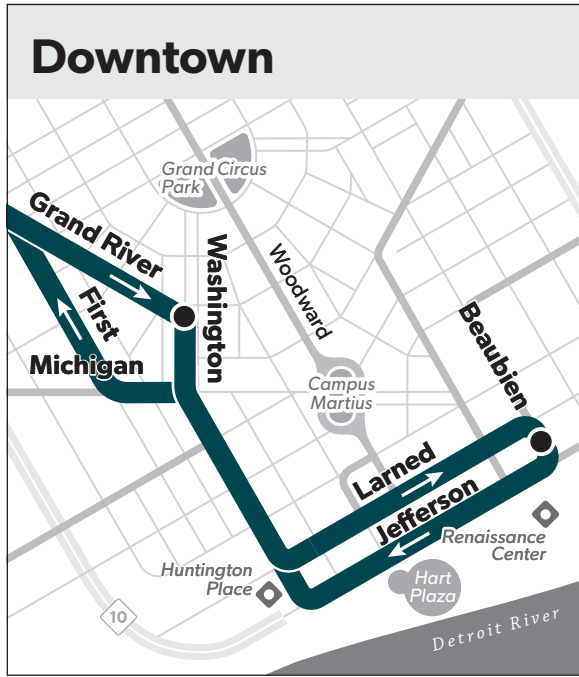 Downtown
Grand Circus
Park
Grand River
Washington
Woodward
First
Beaubien
Michigan
Campus
Martius
Larned
Jefferson
Renaissance
Center
Huntington
Place
Hart
Plaza
10
Detroit River